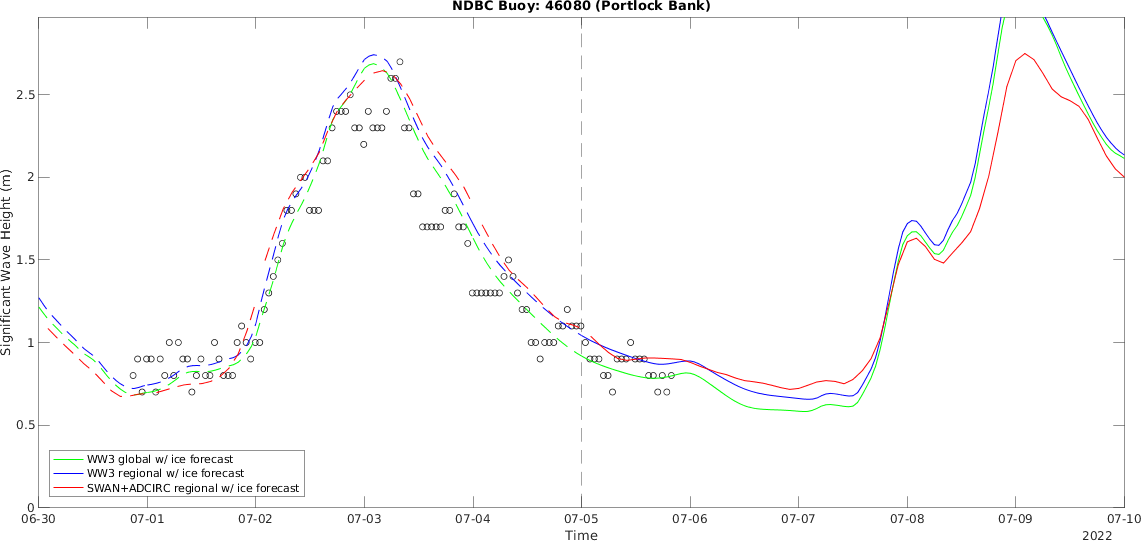 NDBC Buoy: 46080 (Portlock Bank)
Significant Wave Height (m)
2.5
2
1.5
1
0.5
0
WW3 global w/ ice forecast
WW3 regional w/ ice forecast
SWAN+ADCIRC regional w/ ice forecast
06-30 07-01 07-02 07-03 07-04 07-05 07-06 07-07 07-08 07-09 07-10
Time
2022